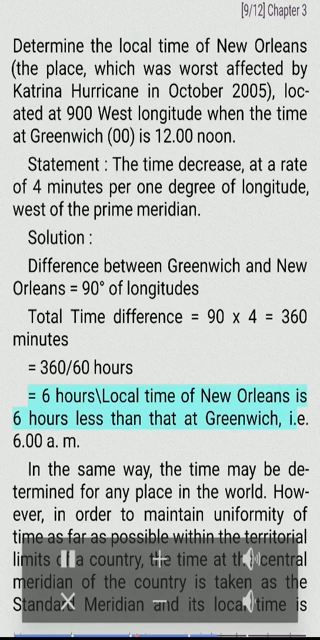 [9/12] Chapter 3
Determine the local time of New Orleans
(the place, which was worst affected by
Katrina Hurricane in October 2005), loc-
ated at 900 West longitude when the time
at Greenwich (00) is 12.00 noon.
Statement : The time decrease, at a rate
of 4 minutes per one degree of longitude,
west of the prime meridian.
Solution :
Difference between Greenwich and New
Orleans = 90° of longitudes
Total Time difference = 90 x 4 = 360
minutes
= 360/60 hours
= 6 hours\Local time of New Orleans is
6 hours less than that at Greenwich, i.e.
6.00 a. m.
In the same way, the time may be de-
termined for any place in the world. How-
ever, in order to maintain uniformity of
time as far as possible within the territorial
limits of a country, the time at the central
meridian of the country is taken as the
Standard Meridian and its local time is